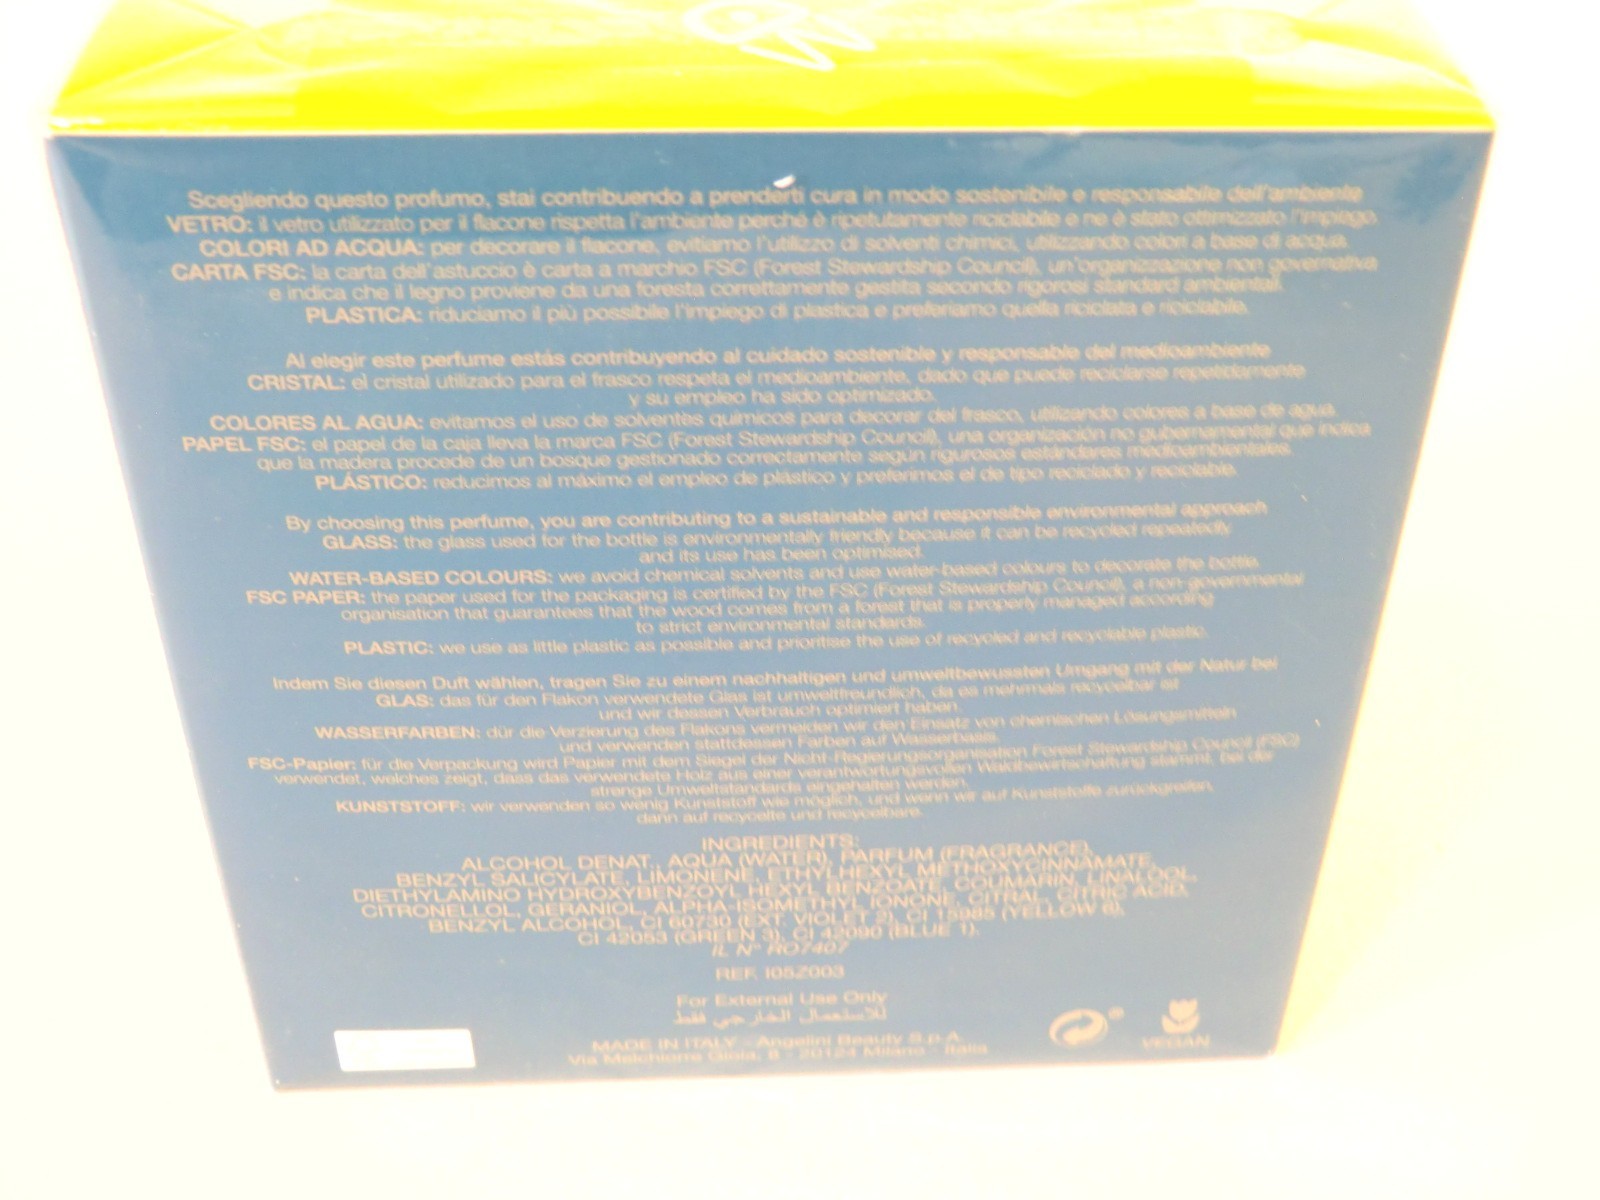 Scegliendo questo profumo, stai contribuendo a prenderti cura in modo sostenibile e responsabile dell'ambiente
VETRO: il vetro utilizzato per il flacone rispetta l'ambiente perché è ripetutamente riciclabile e ne è stato ottimizzato l'impiego.
COLORI AD ACQUA: per decorare il flacone, evitiamo l'utilizzo di solventi chimici, utilizzando colori a base di acqua.
CARTA FSC: la carta dell'astuccio è carta a marchio FSC (Forest Stewardship Council), un'organizzazione non governativa
e indica che il legno proviene da una foresta correttamente gestita secondo rigorosi standard ambientali.
PLASTICA: riduciamo il più possibile l'impiego di plastica e preferiamo quella riciclata e riciclabile.
Al elegir este perfume estás contribuyendo al cuidado sostenible y responsable del medioambiente
CRISTAL: el cristal utilizado para el frasco respeta el medioambiente, dado que puede reciclarse repetidamente
y su empleo ha sido optimizado.
COLORES AL AGUA: evitamos el uso de solventes químicos para decorar del frasco, utilizando colores a base de agua.
PAPEL FSC: el papel de la caja lleva la marca FSC (Forest Stewardship Council), una organización no gubernamental que indica
que la madera procede de un bosque gestionado correctamente según rigurosos estándares medioambientales.
PLÁSTICO: reducimos al máximo el empleo de plástico y preferimos el de tipo reciclado y reciclable.
By choosing this perfume, you are contributing to a sustainable and responsible environmental approach
GLASS: the glass used for the bottle is environmentally friendly because it can be recycled repeatedly
and its use has been optimised.
WATER-BASED COLOURS: we avoid chemical solvents and use water-based colours to decorate the bottle.
FSC PAPER: the paper used for the packaging is certified by the FSC (Forest Stewardship Council), a non-governmental
organisation that guarantees that the wood comes from a forest that is properly managed according
to strict environmental standards.
PLASTIC: we use as little plastic as possible and prioritise the use of recycled and recyclable plastic.
Indem Sie diesen Duft wählen, tragen Sie zu einem nachhaltigen und umweltbewussten Umgang mit der Natur bei
GLAS: das für den Flakon verwendete Glas ist umweltfreundlich, da es mehrmals recycelbar ist
und wir dessen Verbrauch optimiert haben.
WASSERFARBEN: dür die Verzierung des Flakons vermeiden wir den Einsatz von chemischen Lösungsmitteln
und verwenden stattdessen Farben auf Wasserbasis.
FSC-Papier: für die Verpackung wird Papier mit dem Siegel der Nicht-Regierungsorganisation Forest Stewardship Council (FSC)
verwendet, welches zeigt, dass das verwendete Holz aus einer verantwortungsvollen Waldbewirtschaftung stammt, bei der
strenge Umweltstandards eingehalten werden.
KUNSTSTOFF: wir verwenden so wenig Kunststoff wie möglich, und wenn wir auf Kunststoffe zurückgreifen,
dann auf recycelte und recycelbare.
INGREDIENTS:
ALCOHOL DENAT., AQUA (WATER), PARFUM (FRAGRANCE),
BENZYL SALICYLATE, LIMONENE, ETHYLHEXYL METHOXYCINNAMATE,
DIETHYLAMINO HYDROXYBENZOYL HEXYL BENZOATE, COUMARIN, LINALOOL,
CITRONELLOL, GERANIOL, ALPHA-ISOMETHYL IONONE, CITRAL, CITRIC ACID,
BENZYL ALCOHOL, CI 60730 (EXT. VIOLET 2), CI 15985 (YELLOW 6),
CI 42053 (GREEN 3), CI 42090 (BLUE 1).
IL N° RO7407
REF. I05Z003
For External Use Only
للاستعمال الخارجي فقط
MADE IN ITALY - Angelini Beauty S.p.A.
Via Melchiorre Gioia, 8 - 20124 Milano - Italia
VEGAN